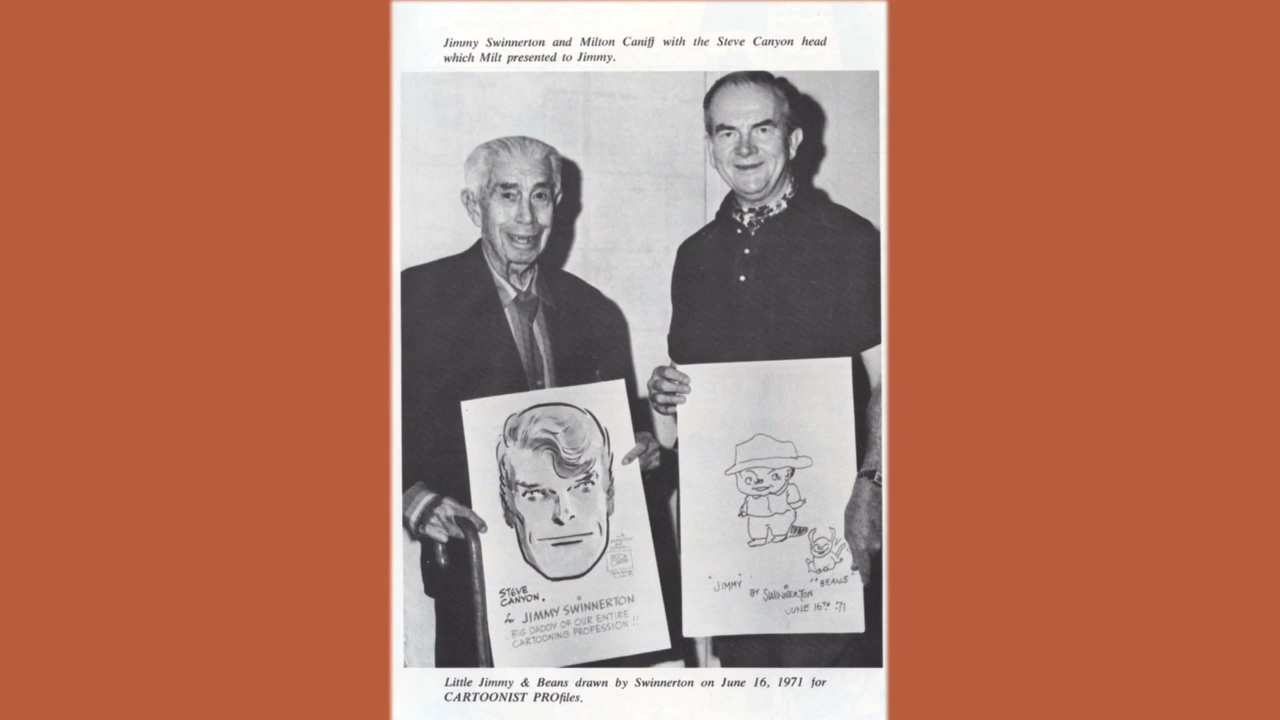 Jimmy Swinnerton and Milton Caniff with the Steve Canyon head
which Milt presented to Jimmy.
STEVE
CANYON.
to JIMMY SWINNERTON
BIG DADDY OF OUR ENTIRE
CARTOONING PROFESSION !!
"JIMMY"
"BEANS"
BY SWINNERTON
JUNE 16TH 71
Little Jimmy & Beans drawn by Swinnerton on June 16, 1971 for
CARTOONIST PROfiles.